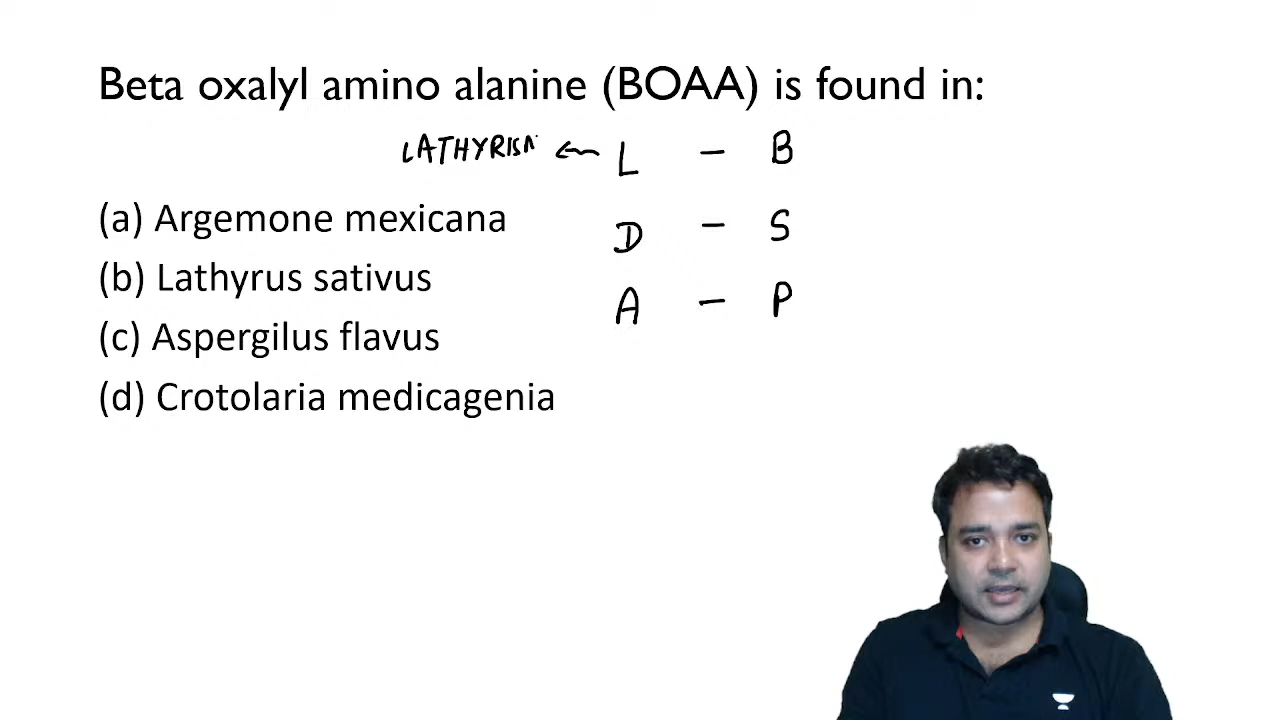 Beta oxalyl amino alanine (BOAA) is found in:
LATHYRISM ← L – B
(a) Argemone mexicana
D – S
(b) Lathyrus sativus
A – P
(c) Aspergilus flavus
(d) Crotolaria medicagenia